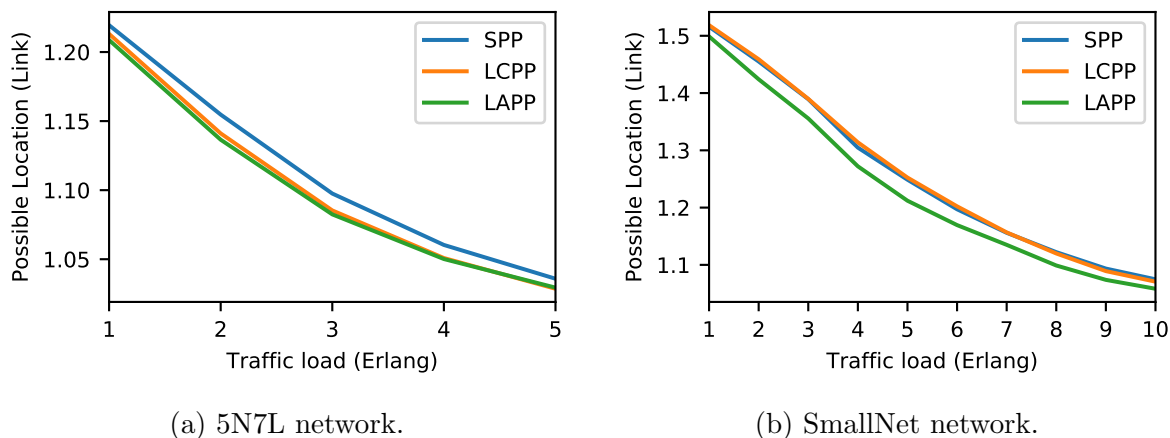 Possible Location (Link)
1.20
1.15
1.10
1.05
SPP
LCPP
LAPP
1 2 3 4 5
Traffic load (Erlang)
(a) 5N7L network.
Possible Location (Link)
1.5
1.4
1.3
1.2
1.1
SPP
LCPP
LAPP
1 2 3 4 5 6 7 8 9 10
Traffic load (Erlang)
(b) SmallNet network.